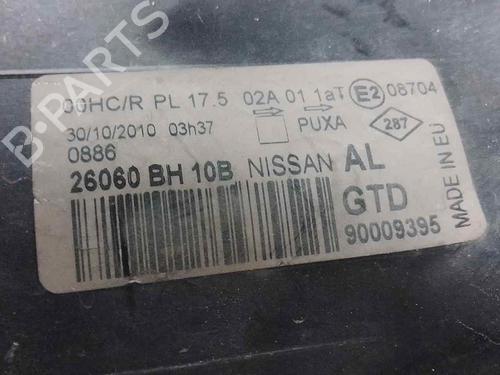 00HC/R PL 17.5 02A 01 1aT E2 08704
30/10/2010 03h37 PUXA 287
0886
26060 BH 10B NISSAN AL
GTD
90009395
MADE IN EU
B-PARTS